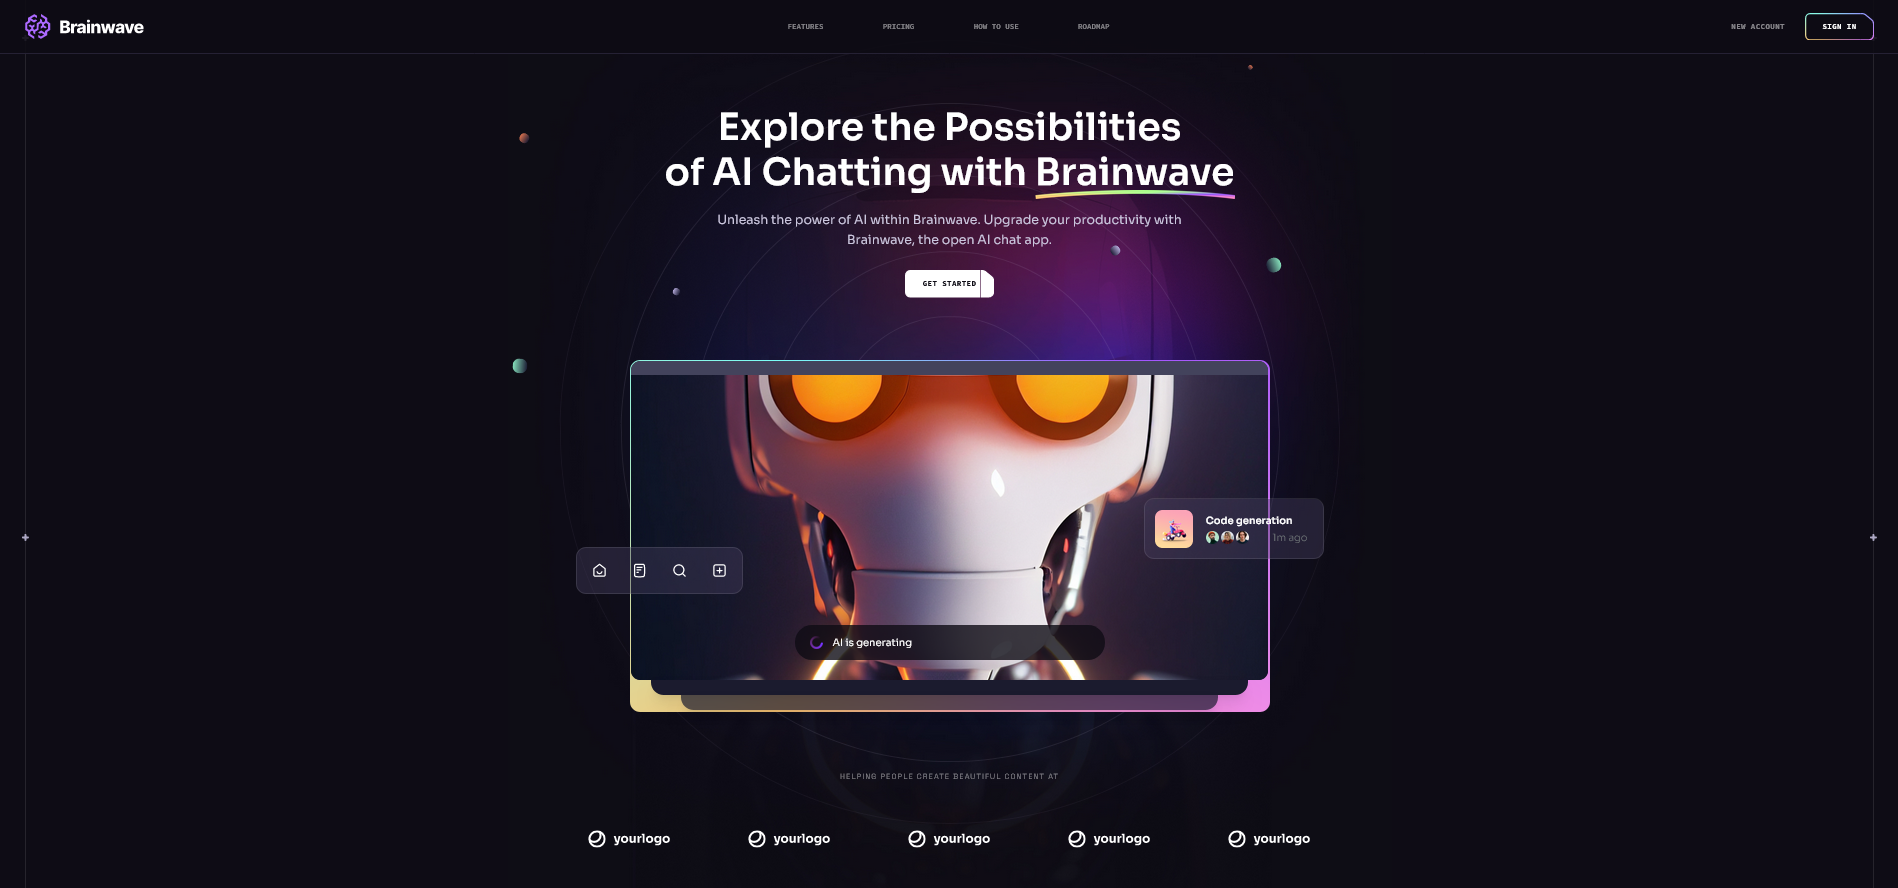 Brainwave
FEATURES
PRICING
HOW TO USE
ROADMAP
NEW ACCOUNT
SIGN IN
Explore the Possibilities
of AI Chatting with Brainwave
Unleash the power of AI within Brainwave. Upgrade your productivity with
Brainwave, the open AI chat app.
GET STARTED
Code generation
1m ago
AI is generating
HELPING PEOPLE CREATE BEAUTIFUL CONTENT AT
yourlogo
yourlogo
yourlogo
yourlogo
yourlogo